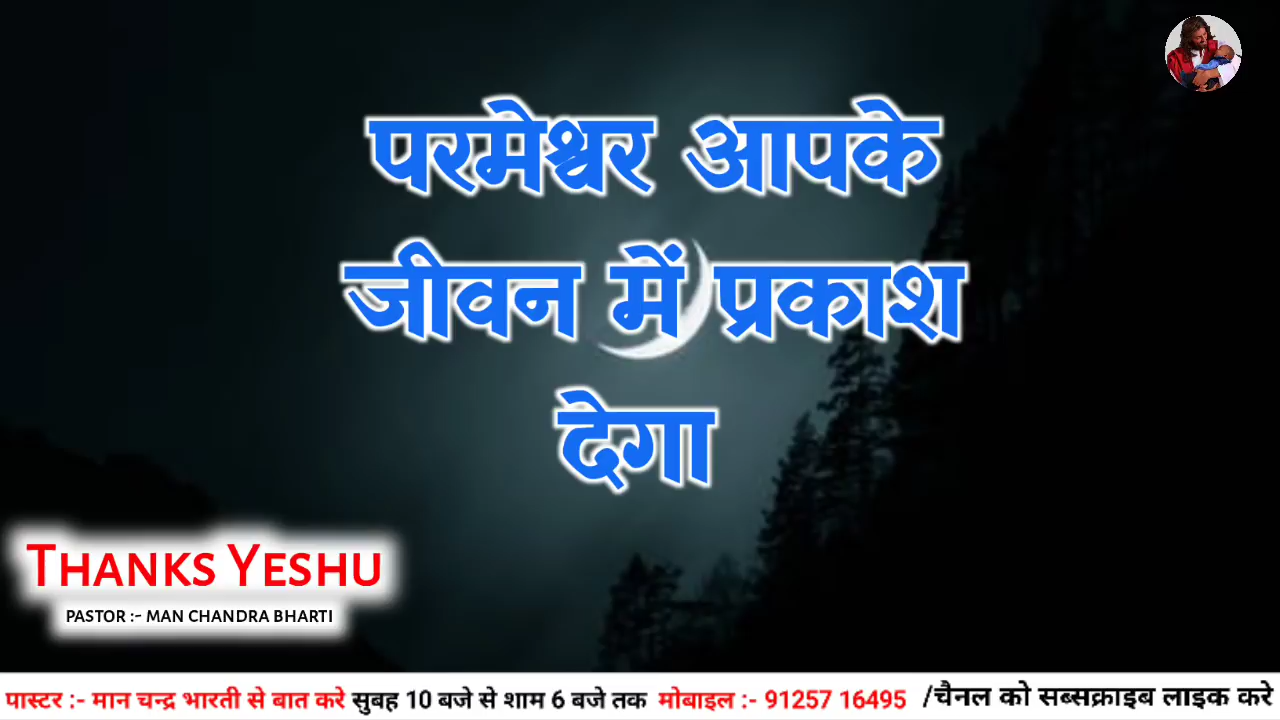 परमेश्वर आपके
जीवन में प्रकाश
देगा
THANKS YESHU
PASTOR :- MAN CHANDRA BHARTI
पास्टर :- मान चन्द्र भारती से बात करे सुबह 10 बजे से शाम 6 बजे तक मोबाइल :- 91257 16495 /चैनल को सब्सक्राइब लाइक करे